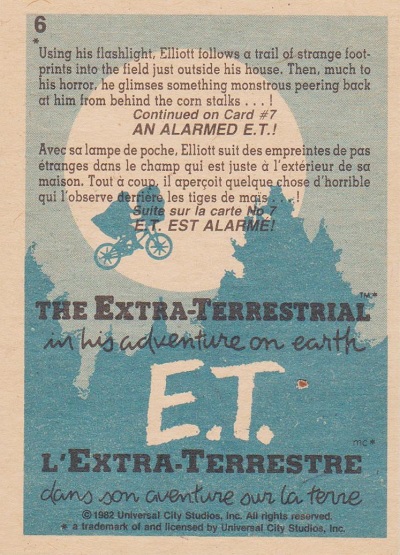 6
*
Using his flashlight, Elliott follows a trail of strange foot-
prints into the field just outside his house. Then, much to
his horror, he glimpses something monstrous peering back
at him from behind the corn stalks . . . !
Continued on Card #7
AN ALARMED E.T.!
Avec sa lampe de poche, Elliott suit des empreintes de pas
étranges dans le champ qui est juste à l'extérieur de sa
maison. Tout à coup, il aperçoit quelque chose d'horrible
qui l'observe derrière les tiges de maïs . . . !
Suite sur la carte No 7
E.T. EST ALARMÉ!
THE EXTRA-TERRESTRIAL ™*
in his adventure on earth
E.T.
mc*
L'EXTRA-TERRESTRE
dans son aventure sur la terre
©1982 Universal City Studios, Inc. All rights reserved.
* a trademark of and licensed by Universal City Studios, Inc.